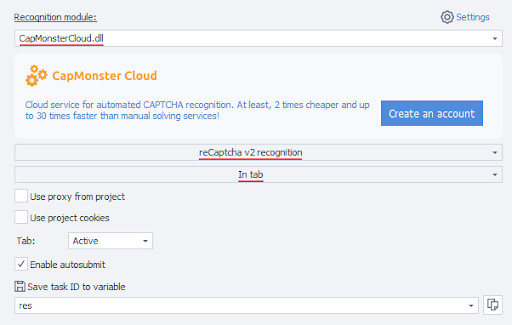 Recognition module:
Settings
CapMonsterCloud.dll
CapMonster Cloud
Cloud service for automated CAPTCHA recognition. At least, 2 times cheaper and up
to 30 times faster than manual solving services!
Create an account
reCaptcha v2 recognition
In tab
Use proxy from project
Use project cookies
Tab: Active
Enable autosubmit
Save task ID to variable
res